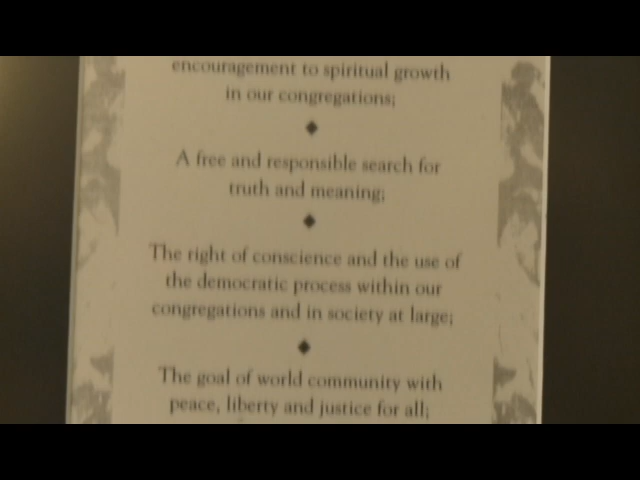 encouragement to spiritual growth
in our congregations;
A free and responsible search for
truth and meaning;
The right of conscience and the use of
the democratic process within our
congregations and in society at large;
The goal of world community with
peace, liberty and justice for all;